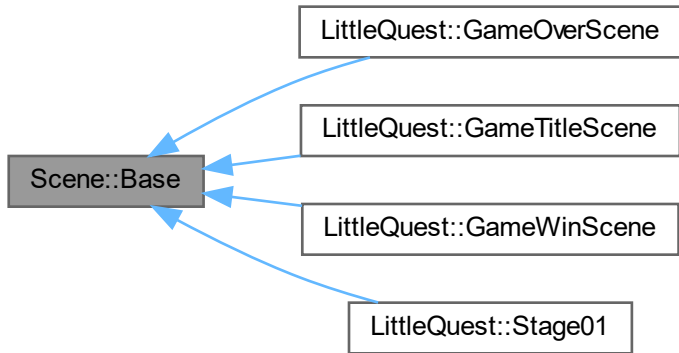 LittleQuest::GameOverScene
LittleQuest::GameTitleScene
Scene::Base
LittleQuest::GameWinScene
LittleQuest::Stage01